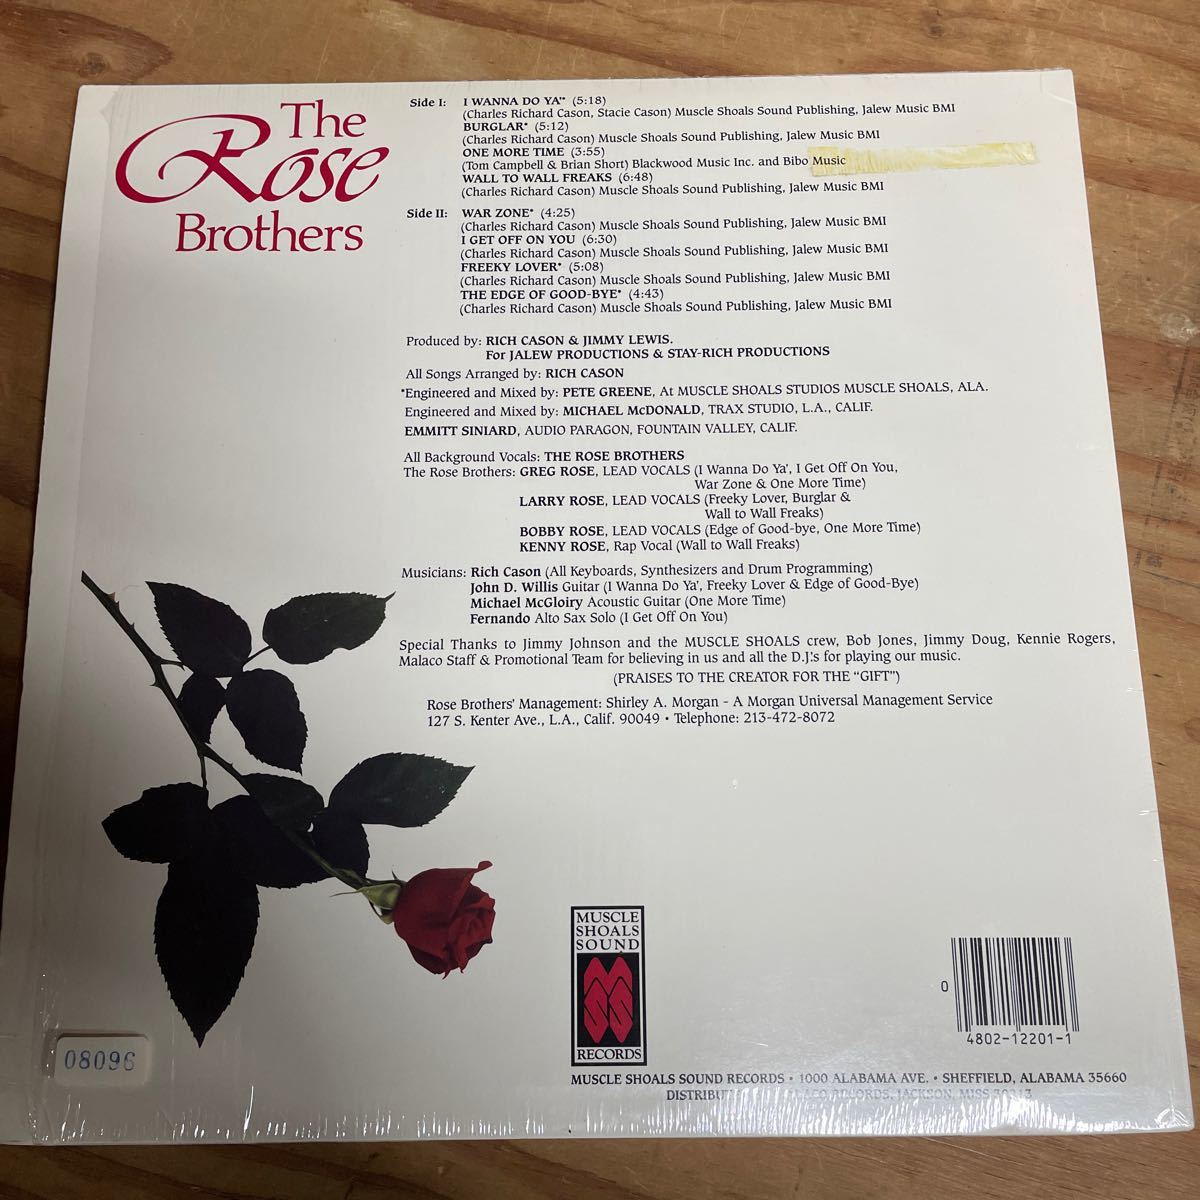 The
Rose
Brothers
Side I: I WANNA DO YA'* (5:18)
(Charles Richard Cason, Stacie Cason) Muscle Shoals Sound Publishing, Jalew Music BMI
BURGLAR* (5:12)
(Charles Richard Cason) Muscle Shoals Sound Publishing, Jalew Music BMI
ONE MORE TIME (3:55)
(Tom Campbell & Brian Short) Blackwood Music Inc. and Bibo Music
WALL TO WALL FREAKS (6:48)
(Charles Richard Cason) Muscle Shoals Sound Publishing, Jalew Music BMI
Side II: WAR ZONE* (4:25)
(Charles Richard Cason) Muscle Shoals Sound Publishing, Jalew Music BMI
I GET OFF ON YOU (6:30)
(Charles Richard Cason) Muscle Shoals Sound Publishing, Jalew Music BMI
FREEKY LOVER* (5:08)
(Charles Richard Cason) Muscle Shoals Sound Publishing, Jalew Music BMI
THE EDGE OF GOOD-BYE* (4:43)
(Charles Richard Cason) Muscle Shoals Sound Publishing, Jalew Music BMI
Produced by: RICH CASON & JIMMY LEWIS.
For JALEW PRODUCTIONS & STAY-RICH PRODUCTIONS
All Songs Arranged by: RICH CASON
*Engineered and Mixed by: PETE GREENE, At MUSCLE SHOALS STUDIOS MUSCLE SHOALS, ALA.
Engineered and Mixed by: MICHAEL McDONALD, TRAX STUDIO, L.A., CALIF.
EMMITT SINIARD, AUDIO PARAGON, FOUNTAIN VALLEY, CALIF.
All Background Vocals: THE ROSE BROTHERS
The Rose Brothers: GREG ROSE, LEAD VOCALS (I Wanna Do Ya', I Get Off On You,
War Zone & One More Time)
LARRY ROSE, LEAD VOCALS (Freeky Lover, Burglar &
Wall to Wall Freaks)
BOBBY ROSE, LEAD VOCALS (Edge of Good-bye, One More Time)
KENNY ROSE, Rap Vocal (Wall to Wall Freaks)
Musicians: Rich Cason (All Keyboards, Synthesizers and Drum Programming)
John D. Willis Guitar (I Wanna Do Ya', Freeky Lover & Edge of Good-Bye)
Michael McGloiry Acoustic Guitar (One More Time)
Fernando Alto Sax Solo (I Get Off On You)
Special Thanks to Jimmy Johnson and the MUSCLE SHOALS crew, Bob Jones, Jimmy Doug, Kennie Rogers,
Malaco Staff & Promotional Team for believing in us and all the D.J.'s for playing our music.
(PRAISES TO THE CREATOR FOR THE “GIFT”)
Rose Brothers' Management: Shirley A. Morgan - A Morgan Universal Management Service
127 S. Kenter Ave., L.A., Calif. 90049 • Telephone: 213-472-8072
MUSCLE
SHOALS
SOUND
MSS
RECORDS
0
4802-12201-1
08096
MUSCLE SHOALS SOUND RECORDS • 1000 ALABAMA AVE. • SHEFFIELD, ALABAMA 35660
RECORDS, JACKSON, MISS